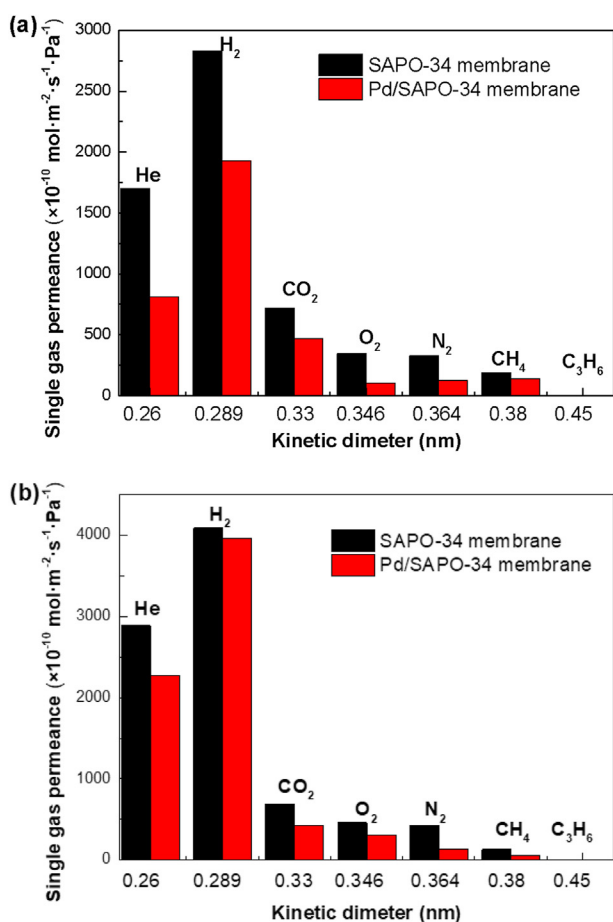 (a)
Single gas permeance (×10⁻¹⁰ mol·m⁻²·s⁻¹·Pa⁻¹)
3000
2500
2000
1500
1000
500
0
SAPO-34 membrane
Pd/SAPO-34 membrane
He
H₂
CO₂
O₂
N₂
CH₄
C₃H₆
0.26 0.289 0.33 0.346 0.364 0.38 0.45
Kinetic dimeter (nm)
(b)
Single gas permeance (×10⁻¹⁰ mol·m⁻²·s⁻¹·Pa⁻¹)
4000
3000
2000
1000
0
SAPO-34 membrane
Pd/SAPO-34 membrane
He
H₂
CO₂
O₂
N₂
CH₄
C₃H₆
0.26 0.289 0.33 0.346 0.364 0.38 0.45
Kinetic dimeter (nm)